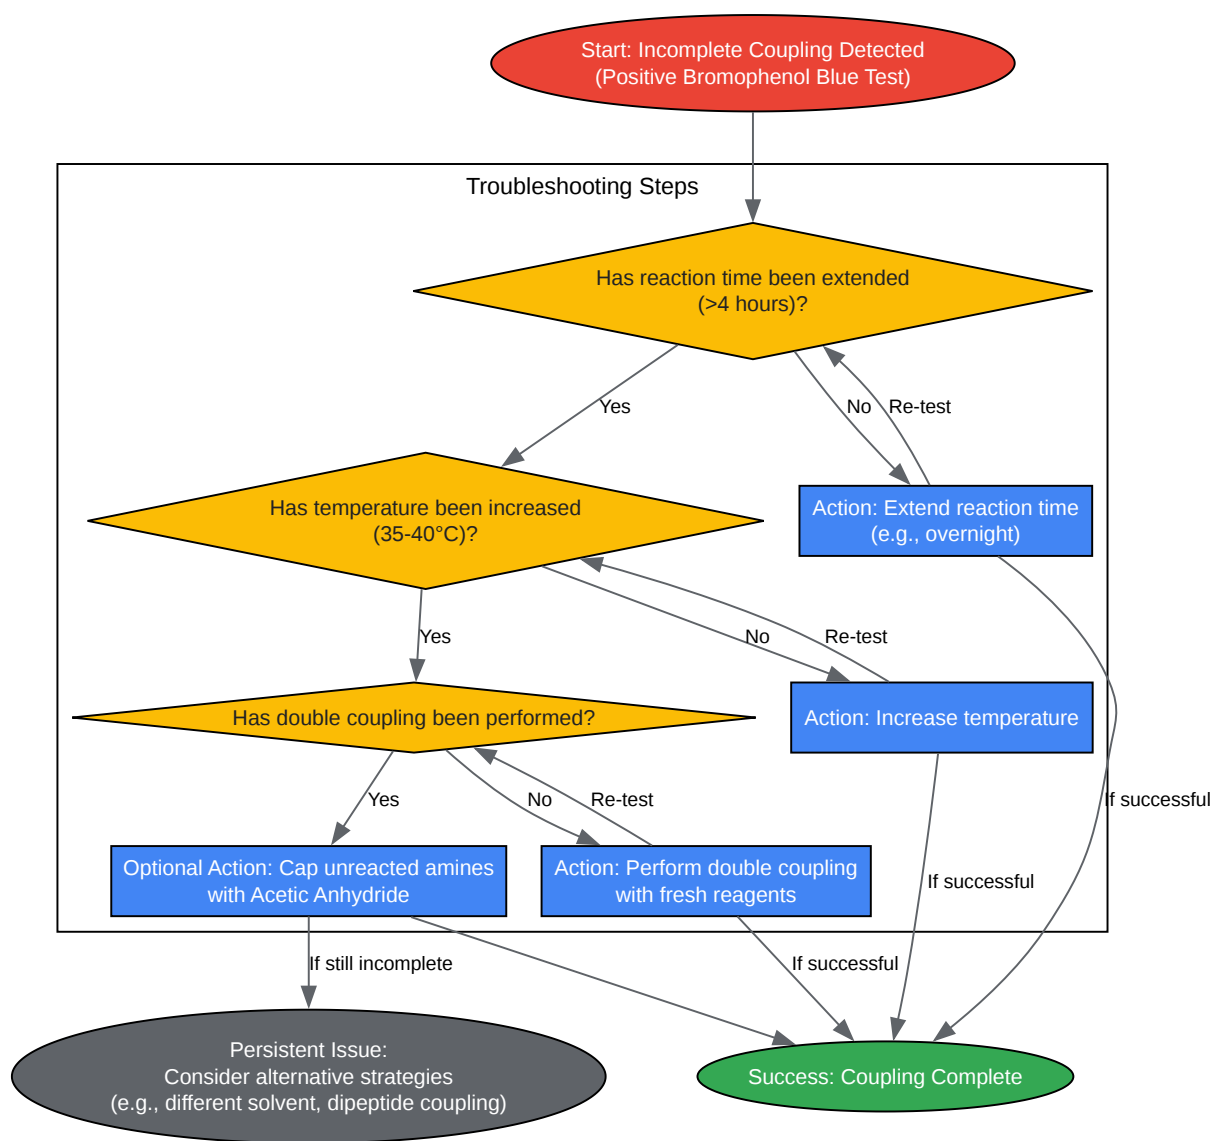 Start: Incomplete Coupling Detected
(Positive Bromophenol Blue Test)
Troubleshooting Steps
Has reaction time been extended
(>4 hours)?
Yes
No
Re-test
Has temperature been increased
(35-40°C)?
Action: Extend reaction time
(e.g., overnight)
Yes
No
Re-test
Has double coupling been performed?
Action: Increase temperature
Yes
No
Re-test
If successful
Optional Action: Cap unreacted amines
with Acetic Anhydride
Action: Perform double coupling
with fresh reagents
If successful
If still incomplete
If successful
Persistent Issue:
Consider alternative strategies
(e.g., different solvent, dipeptide coupling)
Success: Coupling Complete